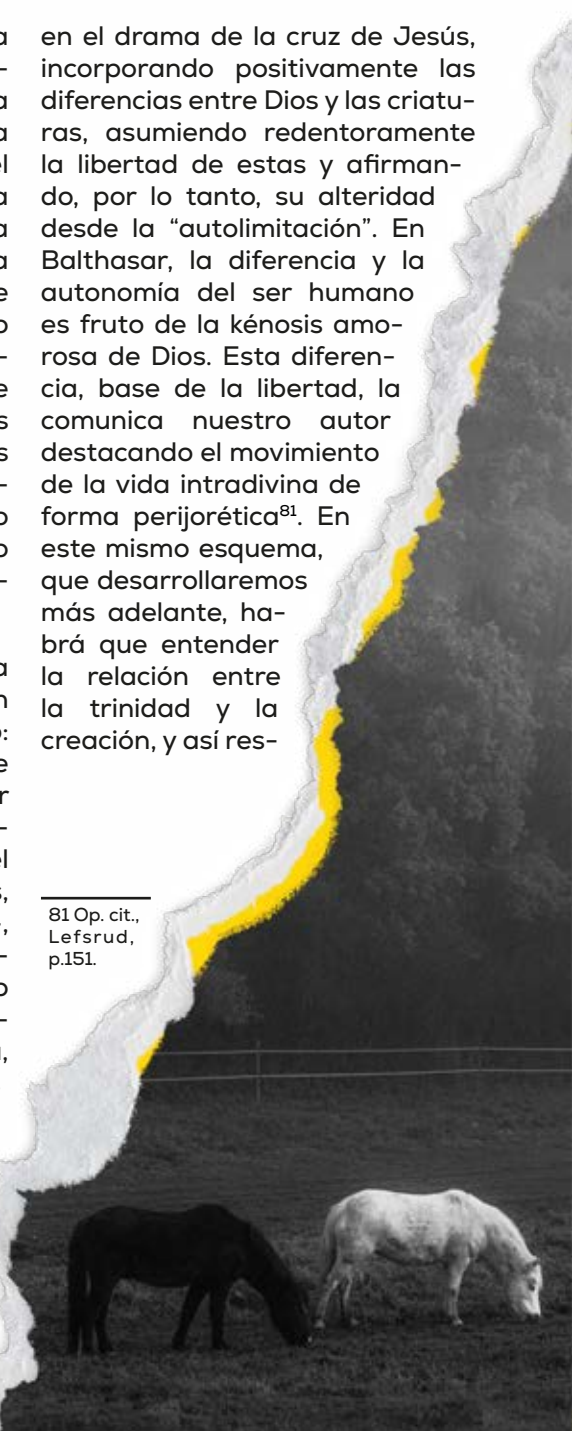 en el drama de la cruz de Jesús,
incorporando positivamente las
diferencias entre Dios y las criatu-
ras, asumiendo redentoramente
la libertad de estas y afirman-
do, por lo tanto, su alteridad
desde la “autolimitación”. En
Balthasar, la diferencia y la
autonomía del ser humano
es fruto de la kénosis amo-
rosa de Dios. Esta diferen-
cia, base de la libertad, la
comunica nuestro autor
destacando el movimiento
de la vida intradivina de
forma perijorética⁸¹. En
este mismo esquema,
que desarrollaremos
más adelante, ha-
brá que entender
la relación entre
la trinidad y la
creación, y así res-
81 Op. cit.,
Lefsrud,
p.151.